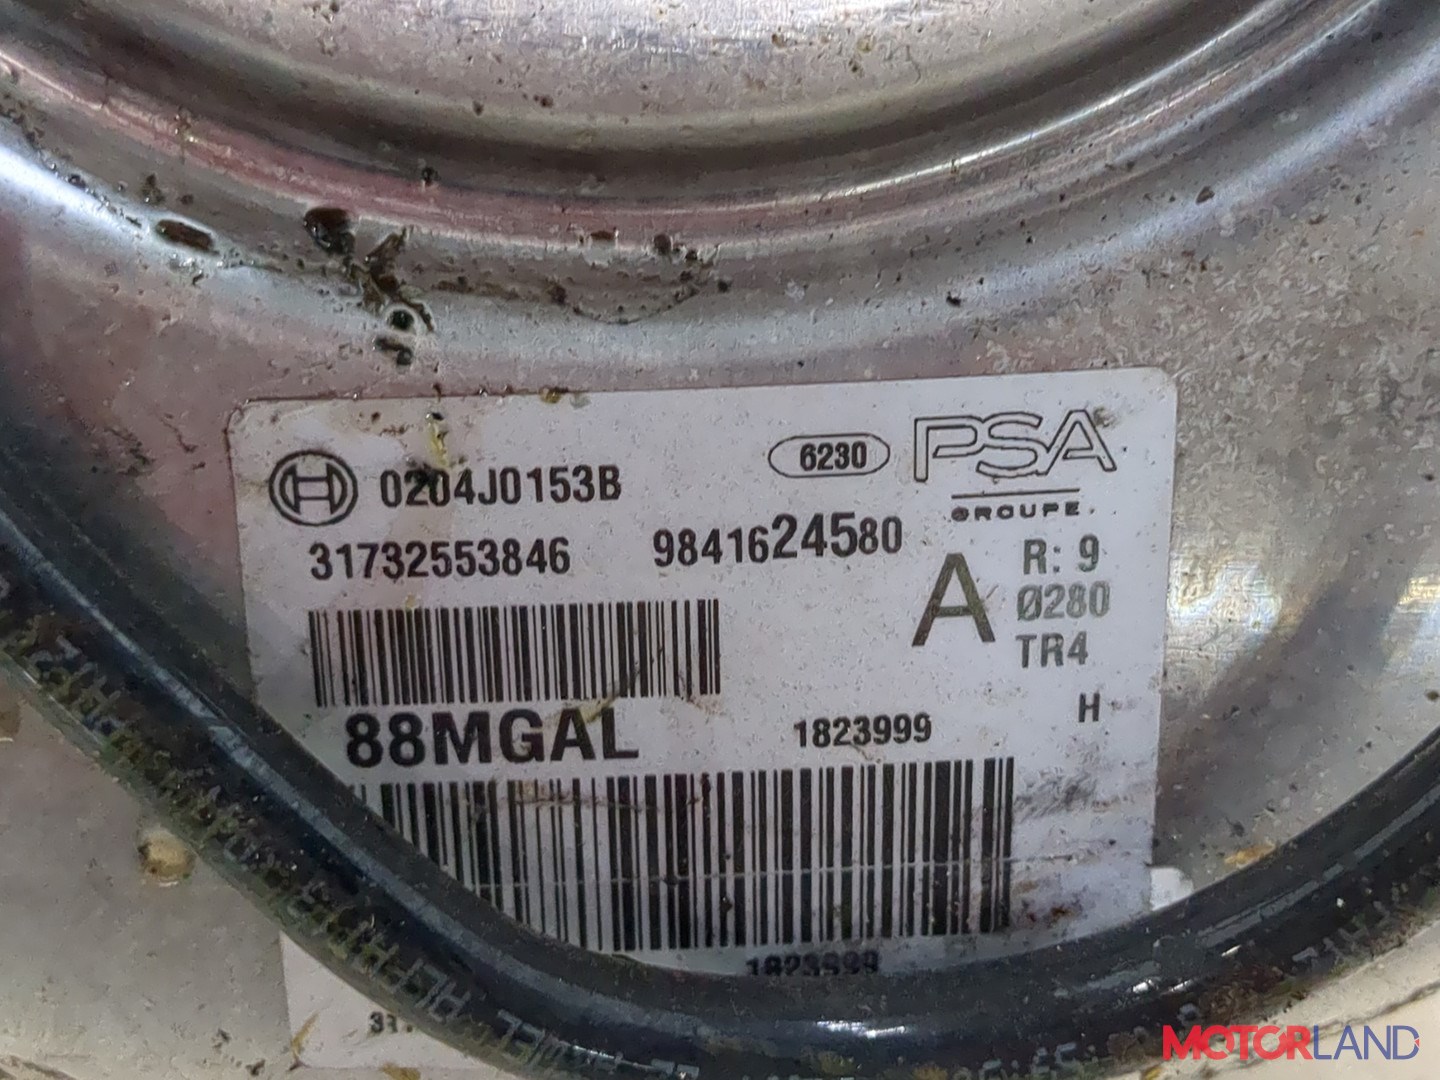 0204J0153B
6230
PSA
GROUPE
31732553846
9841624580
A
R: 9
Ø280
TR4
H
88MGAL
1823999
1823999
MOTORLAND